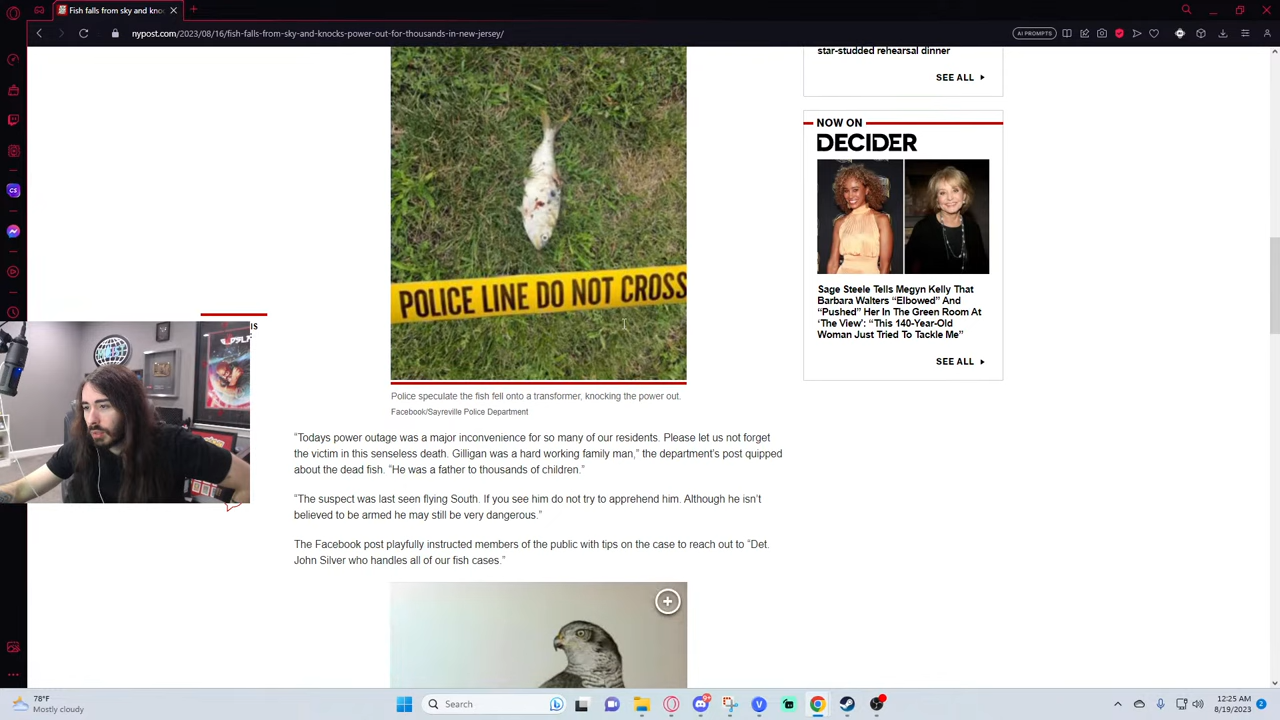 Fish falls from sky and knoc
nypost.com/2023/08/16/fish-falls-from-sky-and-knocks-power-out-for-thousands-in-new-jersey/
AI PROMPTS
star-studded rehearsal dinner
SEE ALL
NOW ON
DECIDER
Sage Steele Tells Megyn Kelly That
Barbara Walters “Elbowed” And
“Pushed” Her In The Green Room At
‘The View’: “This 140-Year-Old
Woman Just Tried To Tackle Me”
SEE ALL
POLICE LINE DO NOT CROSS
IS
Police speculate the fish fell onto a transformer, knocking the power out.
Facebook/Sayreville Police Department
“Todays power outage was a major inconvenience for so many of our residents. Please let us not forget
the victim in this senseless death. Gilligan was a hard working family man,” the department’s post quipped
about the dead fish. “He was a father to thousands of children.”
“The suspect was last seen flying South. If you see him do not try to apprehend him. Although he isn’t
believed to be armed he may still be very dangerous.”
The Facebook post playfully instructed members of the public with tips on the case to reach out to “Det.
John Silver who handles all of our fish cases.”
78°F
Mostly cloudy
Search
12:25 AM
8/19/2023